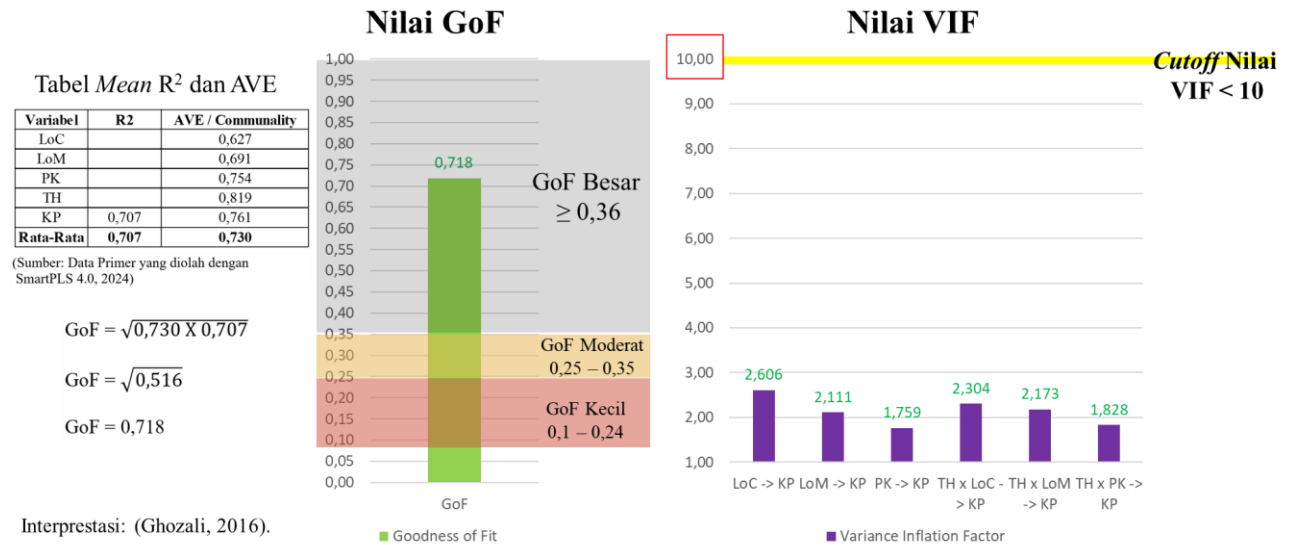 Nilai GoF
Nilai VIF
Tabel Mean R² dan AVE
Variabel R2 AVE / Communality
LoC 0,627
LoM 0,691
PK 0,754
TH 0,819
KP 0,707 0,761
Rata-Rata 0,707 0,730
(Sumber: Data Primer yang diolah dengan
SmartPLS 4.0, 2024)
GoF = √0,730 X 0,707
GoF = √0,516
GoF = 0,718
Interprestasi: (Ghozali, 2016).
1,00
0,95
0,90
0,85
0,80
0,75
0,70
0,65
0,60
0,55
0,50
0,45
0,40
0,35
0,30
0,25
0,20
0,15
0,10
0,05
0,00
0,718
GoF Besar
≥ 0,36
GoF Moderat
0,25 – 0,35
GoF Kecil
0,1 – 0,24
GoF
Goodness of Fit
10,00
9,00
8,00
7,00
6,00
5,00
4,00
3,00
2,00
1,00
Cutoff Nilai
VIF < 10
2,606
2,111
1,759
2,304
2,173
1,828
LoC -> KP LoM -> KP PK -> KP TH x LoC - TH x LoM TH x PK ->
> KP -> KP KP
Variance Inflation Factor